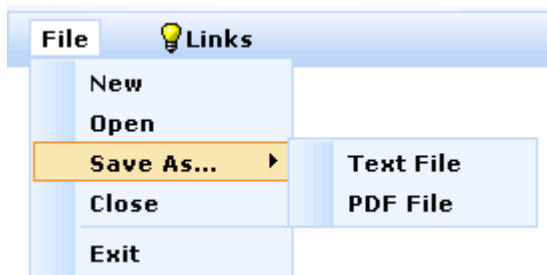 File Links
New
Open
Save As... Text File
Close PDF File
Exit